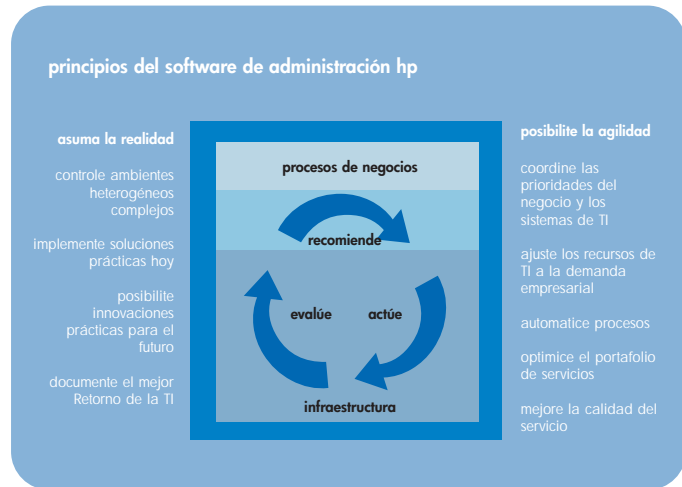 principios del software de administración hp
asuma la realidad
controle ambientes
heterogéneos
complejos
implemente soluciones
prácticas hoy
posibilite
innovaciones
prácticas para el
futuro
documente el mejor
Retorno de la TI
procesos de negocios
recomiende
evalúe
actúe
infraestructura
posibilite la agilidad
coordine las
prioridades del
negocio y los
sistemas de TI
ajuste los recursos de
TI a la demanda
empresarial
automatice procesos
optimice el portafolio
de servicios
mejore la calidad del
servicio